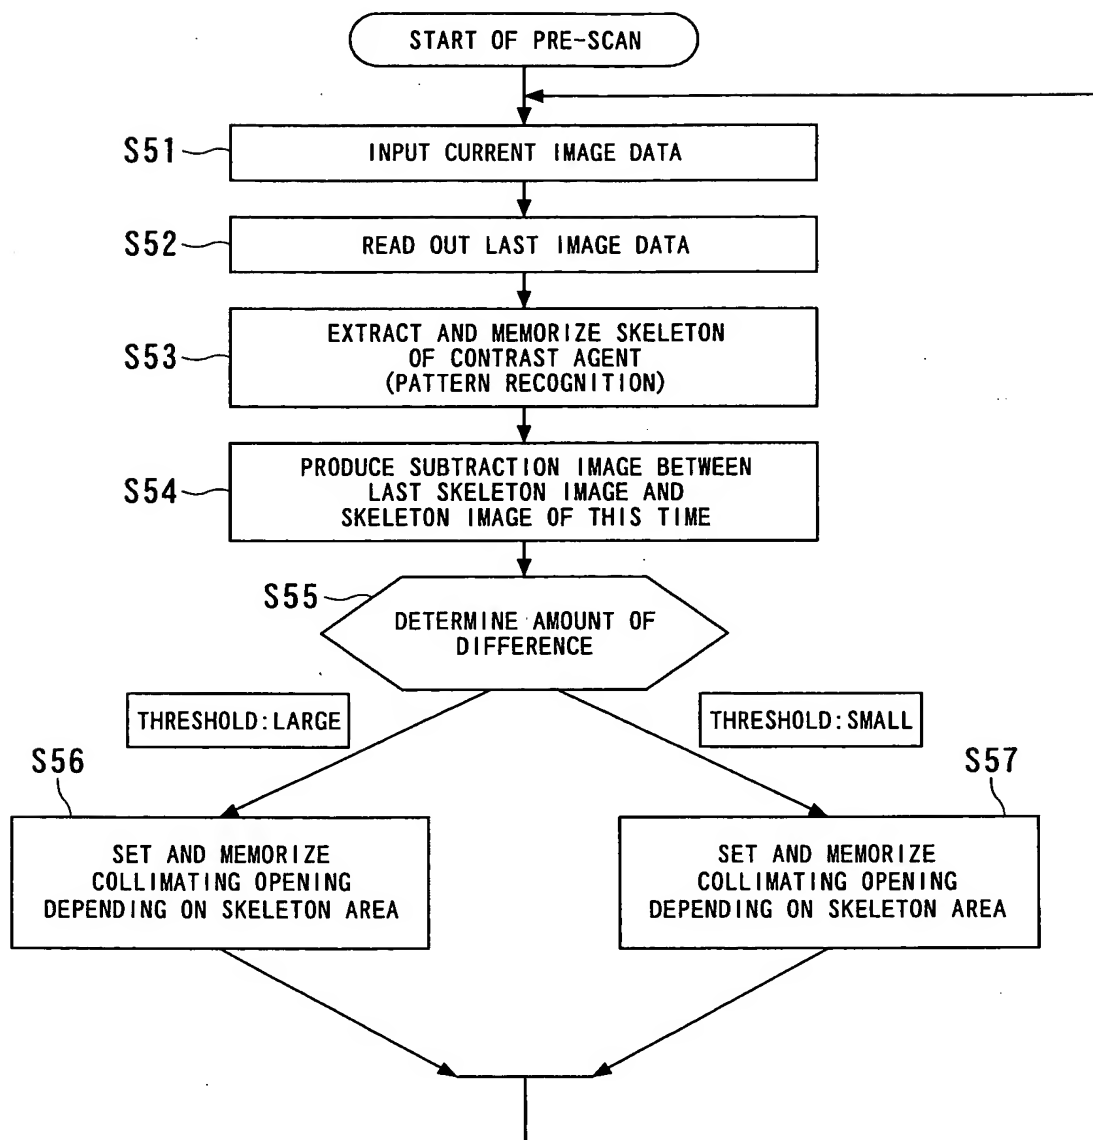 START OF PRE-SCAN
S51
INPUT CURRENT IMAGE DATA
S52
READ OUT LAST IMAGE DATA
S53
EXTRACT AND MEMORIZE SKELETON
OF CONTRAST AGENT
(PATTERN RECOGNITION)
S54
PRODUCE SUBTRACTION IMAGE BETWEEN
LAST SKELETON IMAGE AND
SKELETON IMAGE OF THIS TIME
S55
DETERMINE AMOUNT OF
DIFFERENCE
THRESHOLD:LARGE
THRESHOLD:SMALL
S56
SET AND MEMORIZE
COLLIMATING OPENING
DEPENDING ON SKELETON AREA
S57
SET AND MEMORIZE
COLLIMATING OPENING
DEPENDING ON SKELETON AREA